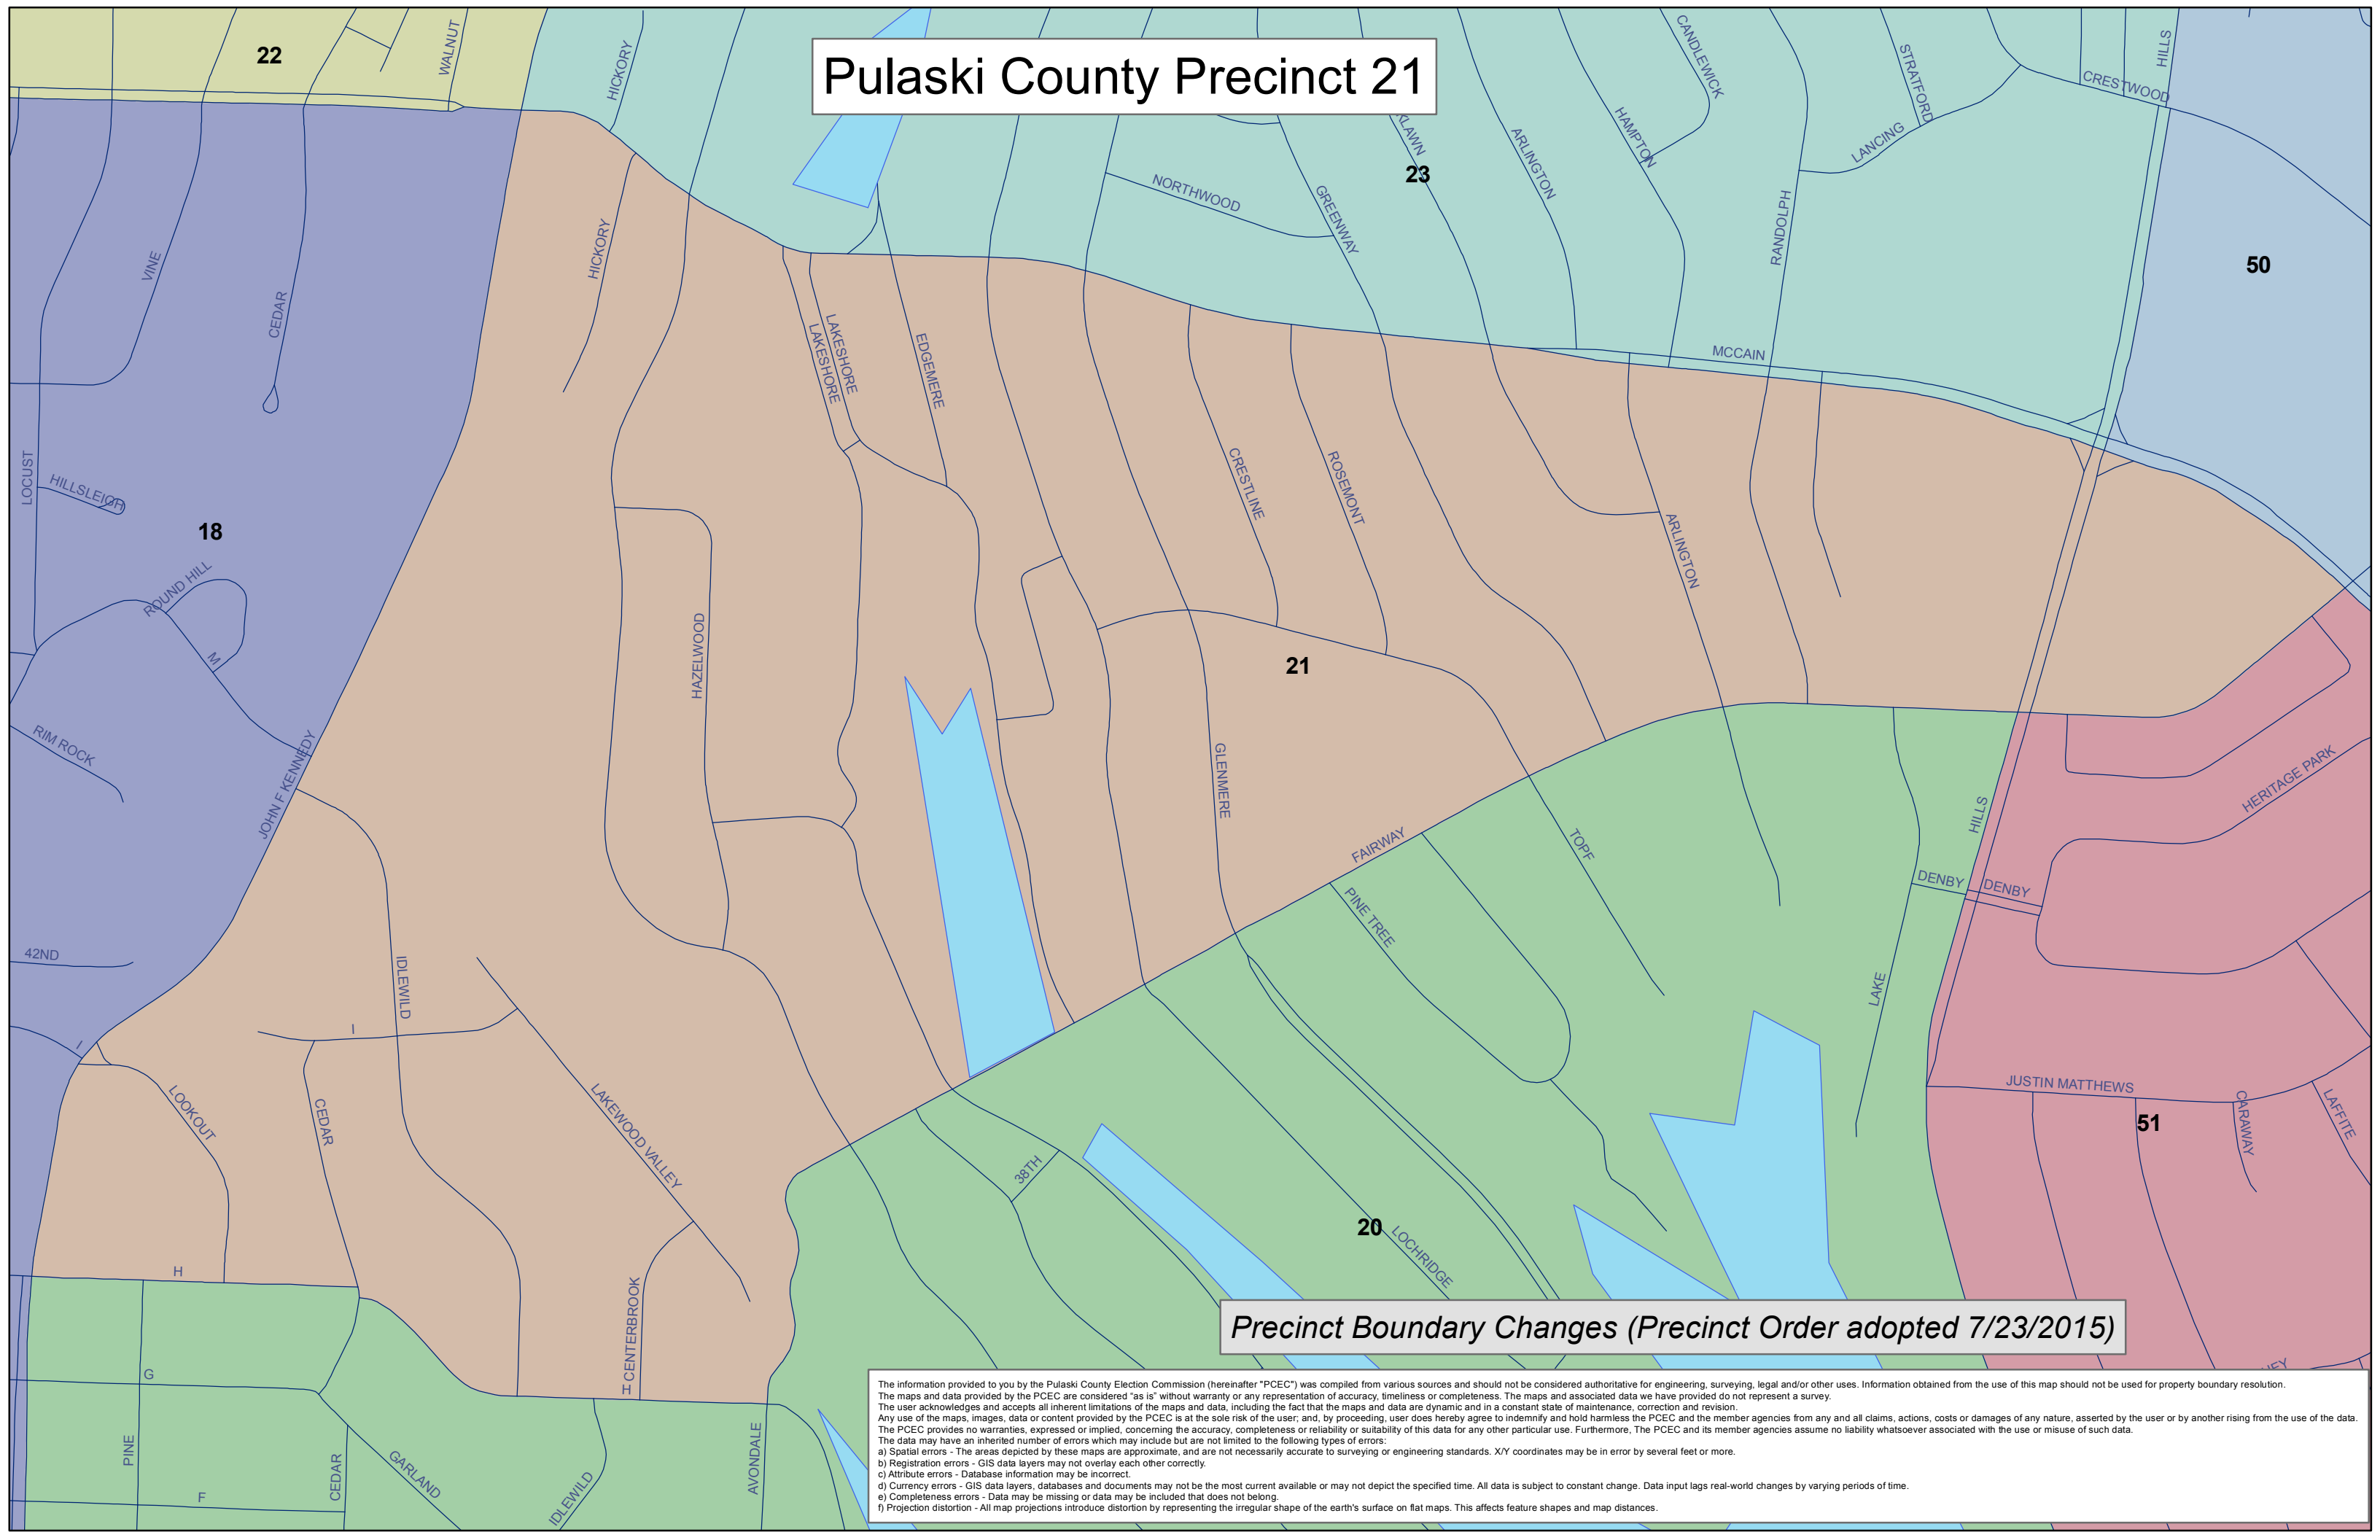 Pulaski County Precinct 21
22
WALNUT
HICKORY
CANDLEWICK
STRATFORD
HILLS
CRESTWOOD
KLAWN
ARLINGTON
HAMPTON
LANCING
23
NORTHWOOD
GREENWAY
RANDOLPH
50
VINE
HICKORY
CEDAR
LAKESHORE
LAKESHORE
EDGEMERE
MCCAIN
LOCUST
HILLSLEIGH
CRESTLINE
ROSEMONT
18
ARLINGTON
ROUND HILL
M
HAZELWOOD
21
RIM ROCK
JOHN F KENNEDY
GLENMERE
HERITAGE PARK
HILLS
FAIRWAY
TOPF
DENBY
DENBY
PINE TREE
42ND
IDLEWILD
LAKE
I
I
LOOKOUT
CEDAR
LAKEWOOD VALLEY
JUSTIN MATTHEWS
51
CARAWAY
LAFFITE
38TH
20
LOCHRIDGE
H
CENTERBROOK
H
Precinct Boundary Changes (Precinct Order adopted 7/23/2015)
G
PINE
CEDAR
GARLAND
AVONDALE
F
IDLEWILD
The information provided to you by the Pulaski County Election Commission (hereinafter "PCEC") was compiled from various sources and should not be considered authoritative for engineering, surveying, legal and/or other uses. Information obtained from the use of this map should not be used for property boundary resolution.
The maps and data provided by the PCEC are considered "as is" without warranty or any representation of accuracy, timeliness or completeness. The maps and associated data we have provided do not represent a survey.
The user acknowledges and accepts all inherent limitations of the maps and data, including the fact that the maps and data are dynamic and in a constant state of maintenance, correction and revision.
Any use of the maps, images, data or content provided by the PCEC is at the sole risk of the user; and, by proceeding, user does hereby agree to indemnify and hold harmless the PCEC and the member agencies from any and all claims, actions, costs or damages of any nature, asserted by the user or by another rising from the use of the data.
The PCEC provides no warranties, expressed or implied, concerning the accuracy, completeness or reliability or suitability of this data for any other particular use. Furthermore, The PCEC and its member agencies assume no liability whatsoever associated with the use or misuse of such data.
The data may have an inherited number of errors which may include but are not limited to the following types of errors:
a) Spatial errors - The areas depicted by these maps are approximate, and are not necessarily accurate to surveying or engineering standards. X/Y coordinates may be in error by several feet or more.
b) Registration errors - GIS data layers may not overlay each other correctly.
c) Attribute errors - Database information may be incorrect.
d) Currency errors - GIS data layers, databases and documents may not be the most current available or may not depict the specified time. All data is subject to constant change. Data input lags real-world changes by varying periods of time.
e) Completeness errors - Data may be missing or data may be included that does not belong.
f) Projection distortion - All map projections introduce distortion by representing the irregular shape of the earth's surface on flat maps. This affects feature shapes and map distances.